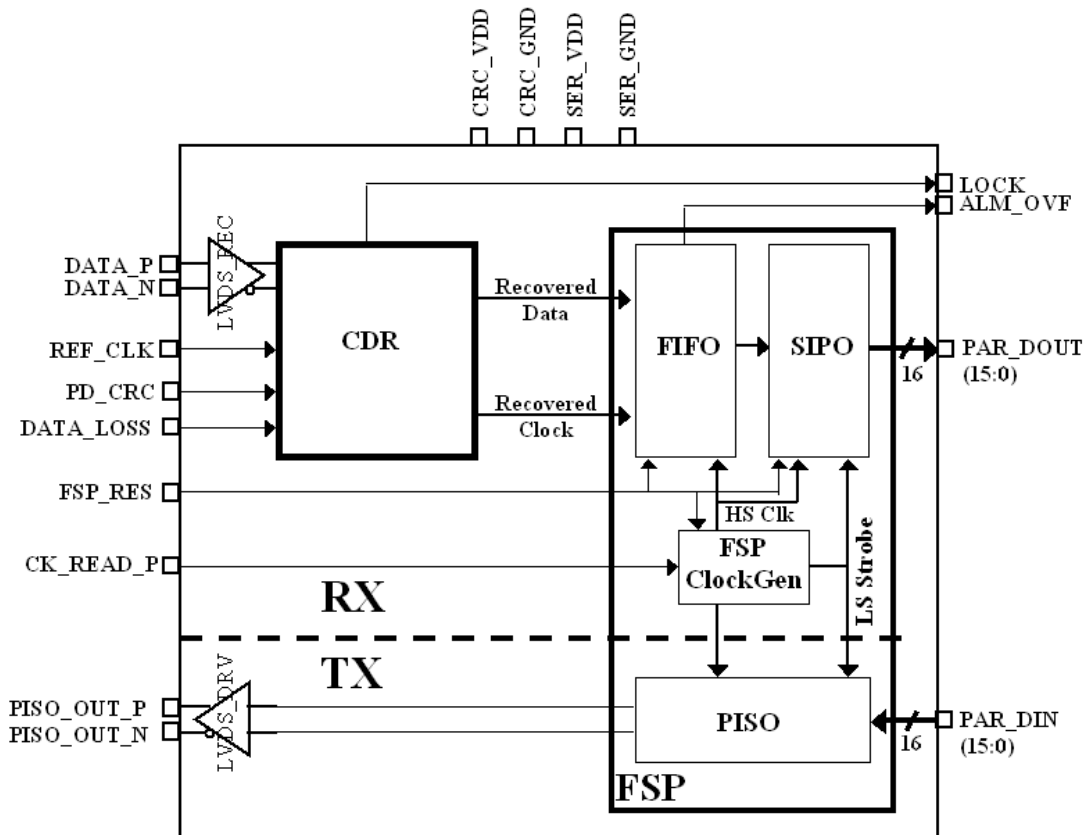 CRC_VDD
CRC_GND
SER_VDD
SER_GND
LOCK
ALM_OVF
DATA_P
DATA_N
LVDS_REC
REF_CLK
PD_CRC
DATA_LOSS
CDR
Recovered
Data
Recovered
Clock
FIFO
SIPO
16
PAR_DOUT
(15:0)
FSP_RES
HS Clk
CK_READ_P
FSP
ClockGen
LS Strobe
RX
TX
PISO_OUT_P
PISO_OUT_N
LVDS_DRV
PISO
16
PAR_DIN
(15:0)
FSP